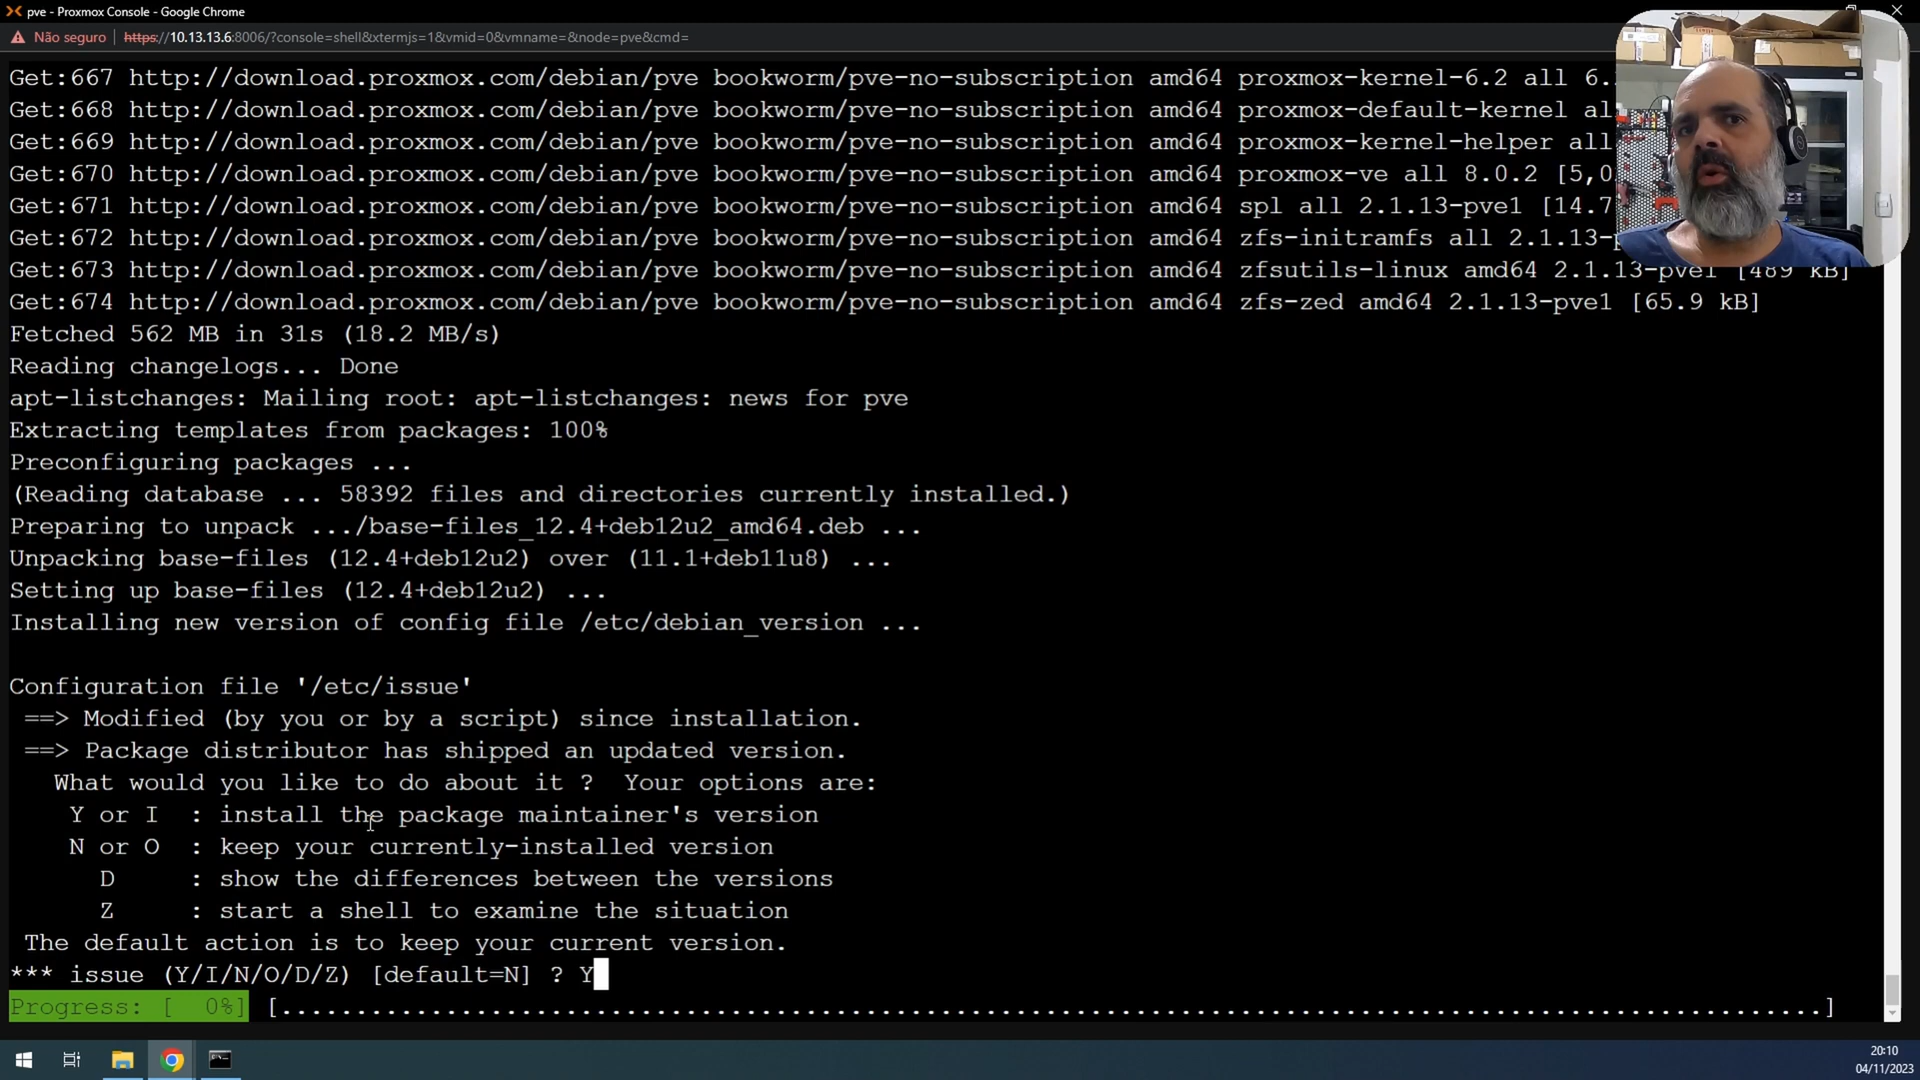 pve - Proxmox Console - Google Chrome
Não seguro https://10.13.13.6:8006/?console=shell&xtermjs=1&vmid=0&vmname=&node=pve&cmd=
Get:667 http://download.proxmox.com/debian/pve bookworm/pve-no-subscription amd64 proxmox-kernel-6.2 all 6.
Get:668 http://download.proxmox.com/debian/pve bookworm/pve-no-subscription amd64 proxmox-default-kernel al
Get:669 http://download.proxmox.com/debian/pve bookworm/pve-no-subscription amd64 proxmox-kernel-helper all
Get:670 http://download.proxmox.com/debian/pve bookworm/pve-no-subscription amd64 proxmox-ve all 8.0.2 [5,0
Get:671 http://download.proxmox.com/debian/pve bookworm/pve-no-subscription amd64 spl all 2.1.13-pve1 [14.7
Get:672 http://download.proxmox.com/debian/pve bookworm/pve-no-subscription amd64 zfs-initramfs all 2.1.13-p
Get:673 http://download.proxmox.com/debian/pve bookworm/pve-no-subscription amd64 zfsutils-linux amd64 2.1.13-pve1 [489 kB]
Get:674 http://download.proxmox.com/debian/pve bookworm/pve-no-subscription amd64 zfs-zed amd64 2.1.13-pve1 [65.9 kB]
Fetched 562 MB in 31s (18.2 MB/s)
Reading changelogs... Done
apt-listchanges: Mailing root: apt-listchanges: news for pve
Extracting templates from packages: 100%
Preconfiguring packages ...
(Reading database ... 58392 files and directories currently installed.)
Preparing to unpack .../base-files_12.4+deb12u2_amd64.deb ...
Unpacking base-files (12.4+deb12u2) over (11.1+deb11u8) ...
Setting up base-files (12.4+deb12u2) ...
Installing new version of config file /etc/debian_version ...
Configuration file '/etc/issue'
==> Modified (by you or by a script) since installation.
==> Package distributor has shipped an updated version.
What would you like to do about it ? Your options are:
Y or I : install the package maintainer's version
N or O : keep your currently-installed version
D : show the differences between the versions
Z : start a shell to examine the situation
The default action is to keep your current version.
*** issue (Y/I/N/O/D/Z) [default=N] ? Y
Progress: [ 0%] [.......................................................................................................]
20:10
04/11/2023